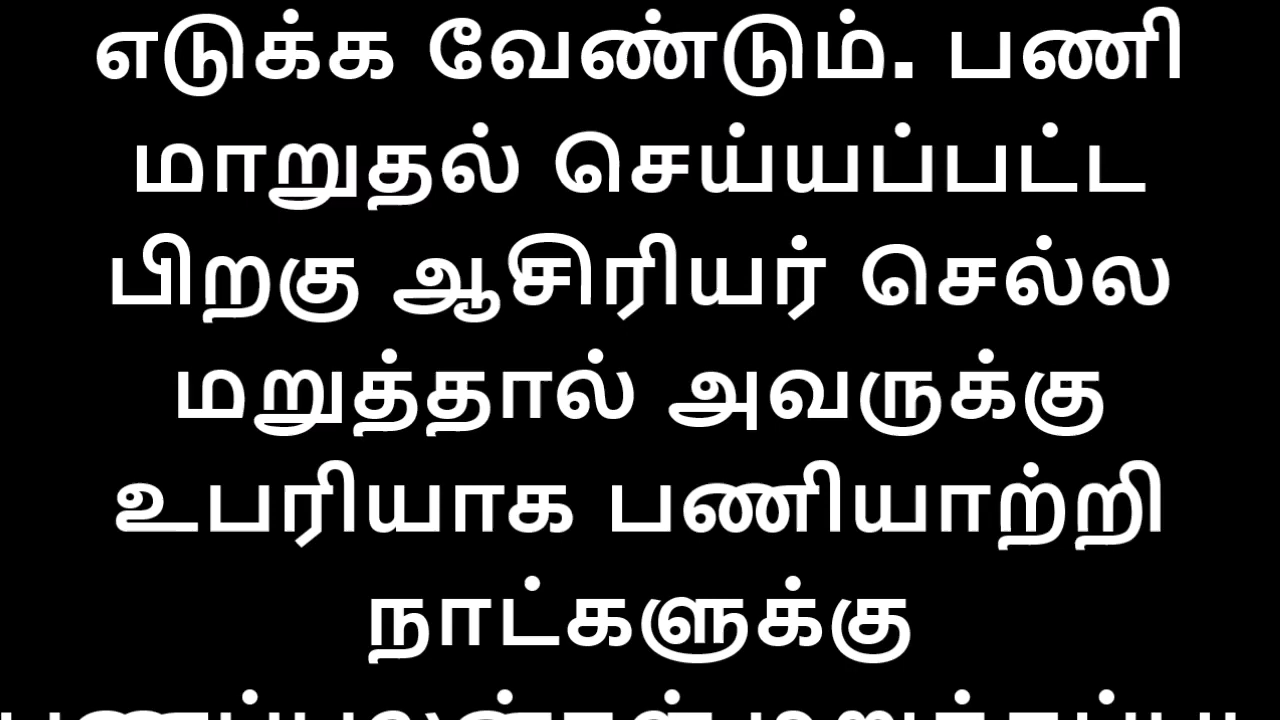 எடுக்க வேண்டும். பணி
மாறுதல் செய்யப்பட்ட
பிறகு ஆசிரியர் செல்ல
மறுத்தால் அவருக்கு
உபரியாக பணியாற்றி
நாட்களுக்கு